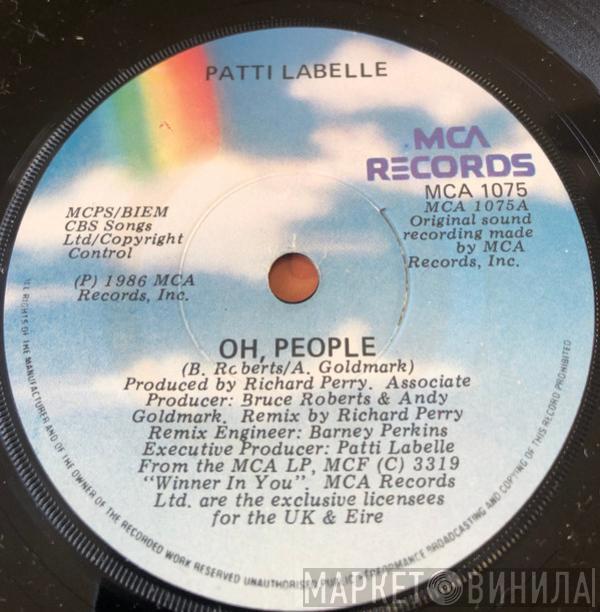 PATTI LABELLE
MCA
RECORDS
MCA 1075
MCA 1075A
Original sound
recording made
by MCA
Records, Inc.
MCPS/BIEM
CBS Songs
Ltd/Copyright
Control
(P) 1986 MCA
Records, Inc.
OH, PEOPLE
(B. Roberts/A. Goldmark)
Produced by Richard Perry. Associate
Producer: Bruce Roberts & Andy
Goldmark. Remix by Richard Perry
Remix Engineer: Barney Perkins
Executive Producer: Patti Labelle
From the MCA LP, MCF (C) 3319
"Winner In You". MCA Records
Ltd. are the exclusive licensees
for the UK & Eire
ALL RIGHTS OF THE MANUFACTURER AND OF THE OWNER OF THE RECORDED WORK RESERVED UNAUTHORISED PUBLIC PERFORMANCE BROADCASTING AND COPYING OF THIS RECORD PROHIBITED
МАРКЕТ ВИНИЛА